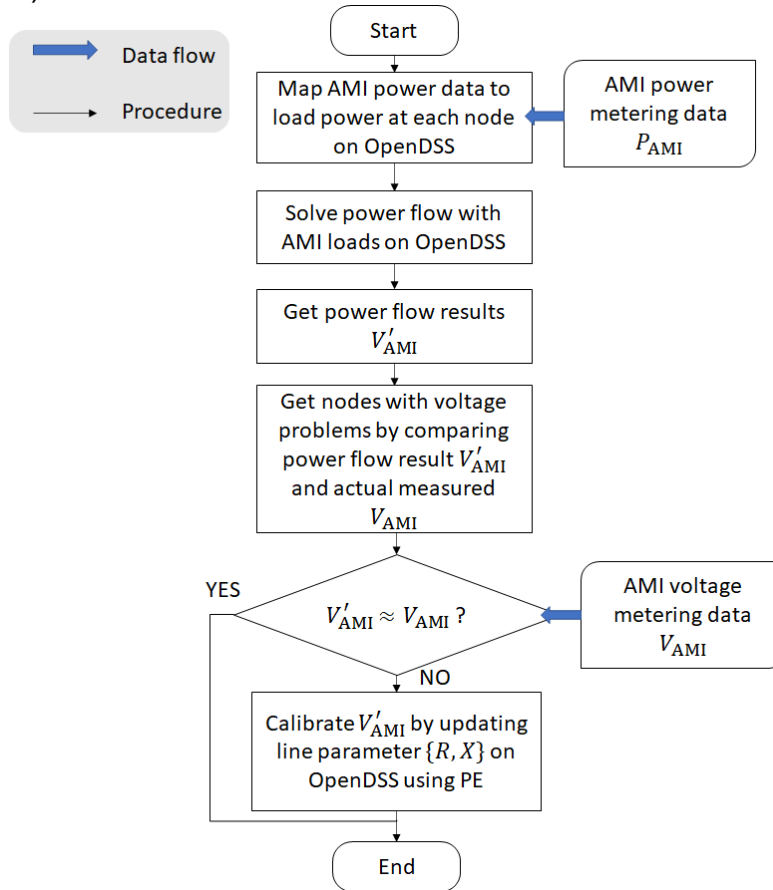 )
Start
Data flow
Procedure
Map AMI power data to
load power at each node
on OpenDSS
AMI power
metering data
P_AMI
Solve power flow with
AMI loads on OpenDSS
Get power flow results
V′_AMI
Get nodes with voltage
problems by comparing
power flow result V′_AMI
and actual measured
V_AMI
YES
V′_AMI ≈ V_AMI ?
AMI voltage
metering data
V_AMI
NO
Calibrate V′_AMI by updating
line parameter {R, X} on
OpenDSS using PE
End